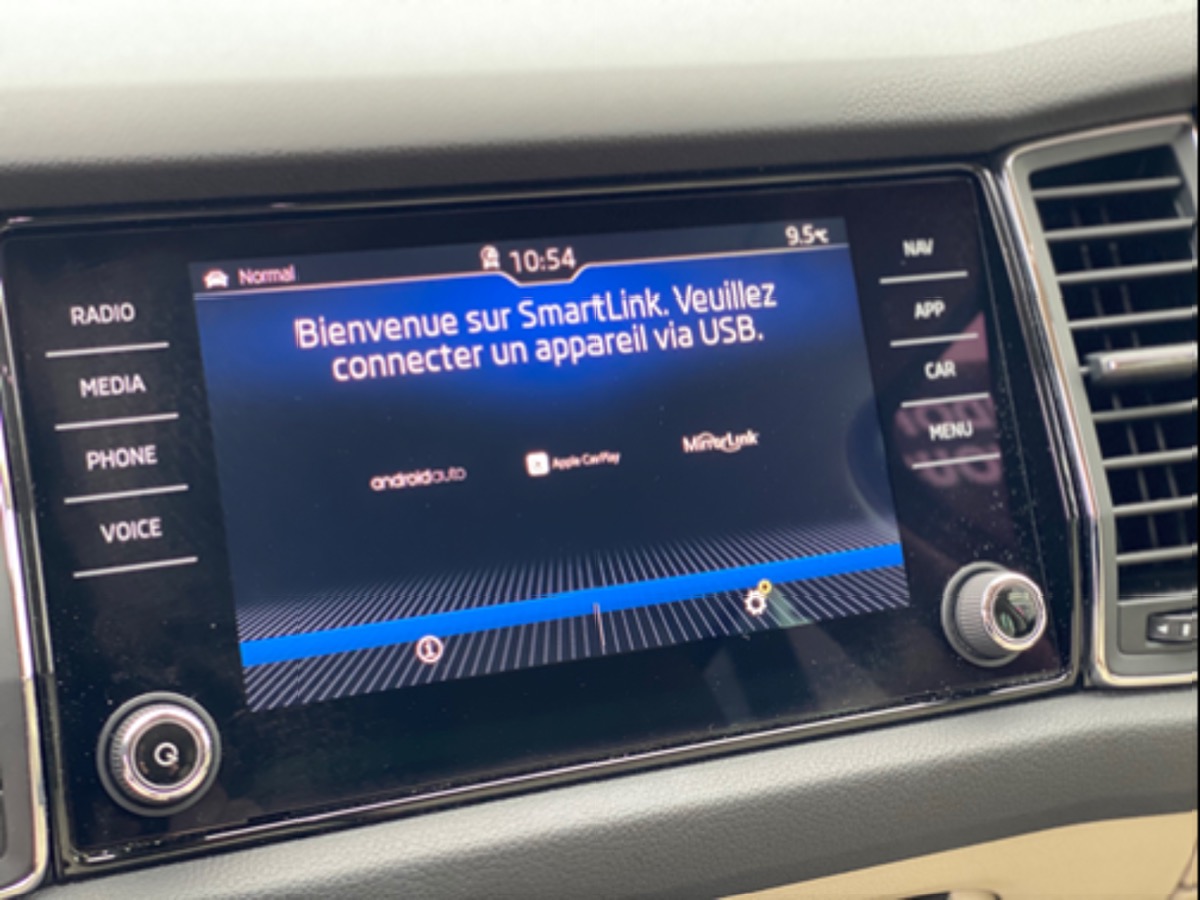 Normal
10:54
9.5°C
Bienvenue sur SmartLink. Veuillez
connecter un appareil via USB.
androidauto
Apple CarPlay
MirrorLink
RADIO
MEDIA
PHONE
VOICE
NAV
APP
CAR
MENU